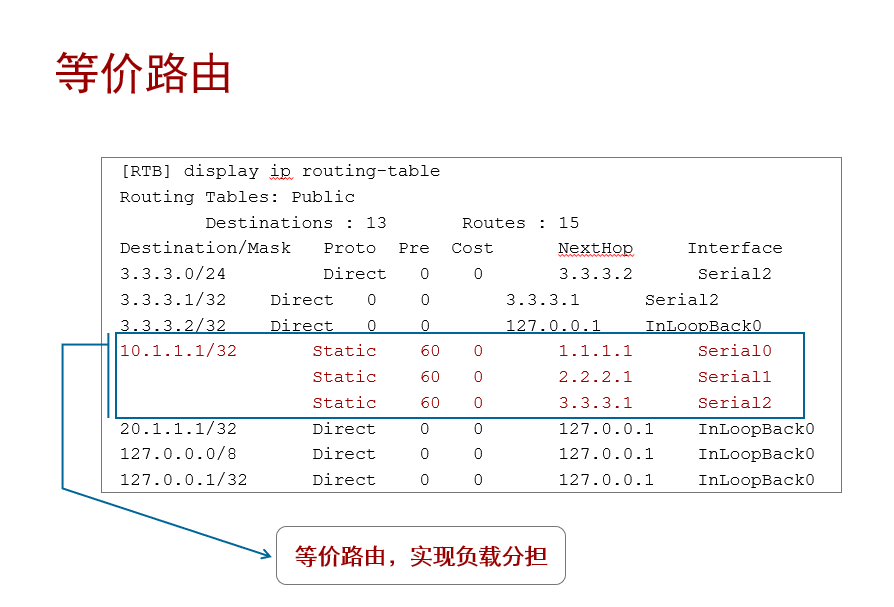 等价路由
[RTB] display ip routing-table
Routing Tables: Public
Destinations : 13 Routes : 15
Destination/Mask Proto Pre Cost NextHop Interface
3.3.3.0/24 Direct 0 0 3.3.3.2 Serial2
3.3.3.1/32 Direct 0 0 3.3.3.1 Serial2
3.3.3.2/32 Direct 0 0 127.0.0.1 InLoopBack0
10.1.1.1/32 Static 60 0 1.1.1.1 Serial0
Static 60 0 2.2.2.1 Serial1
Static 60 0 3.3.3.1 Serial2
20.1.1.1/32 Direct 0 0 127.0.0.1 InLoopBack0
127.0.0.0/8 Direct 0 0 127.0.0.1 InLoopBack0
127.0.0.1/32 Direct 0 0 127.0.0.1 InLoopBack0
等价路由，实现负载分担